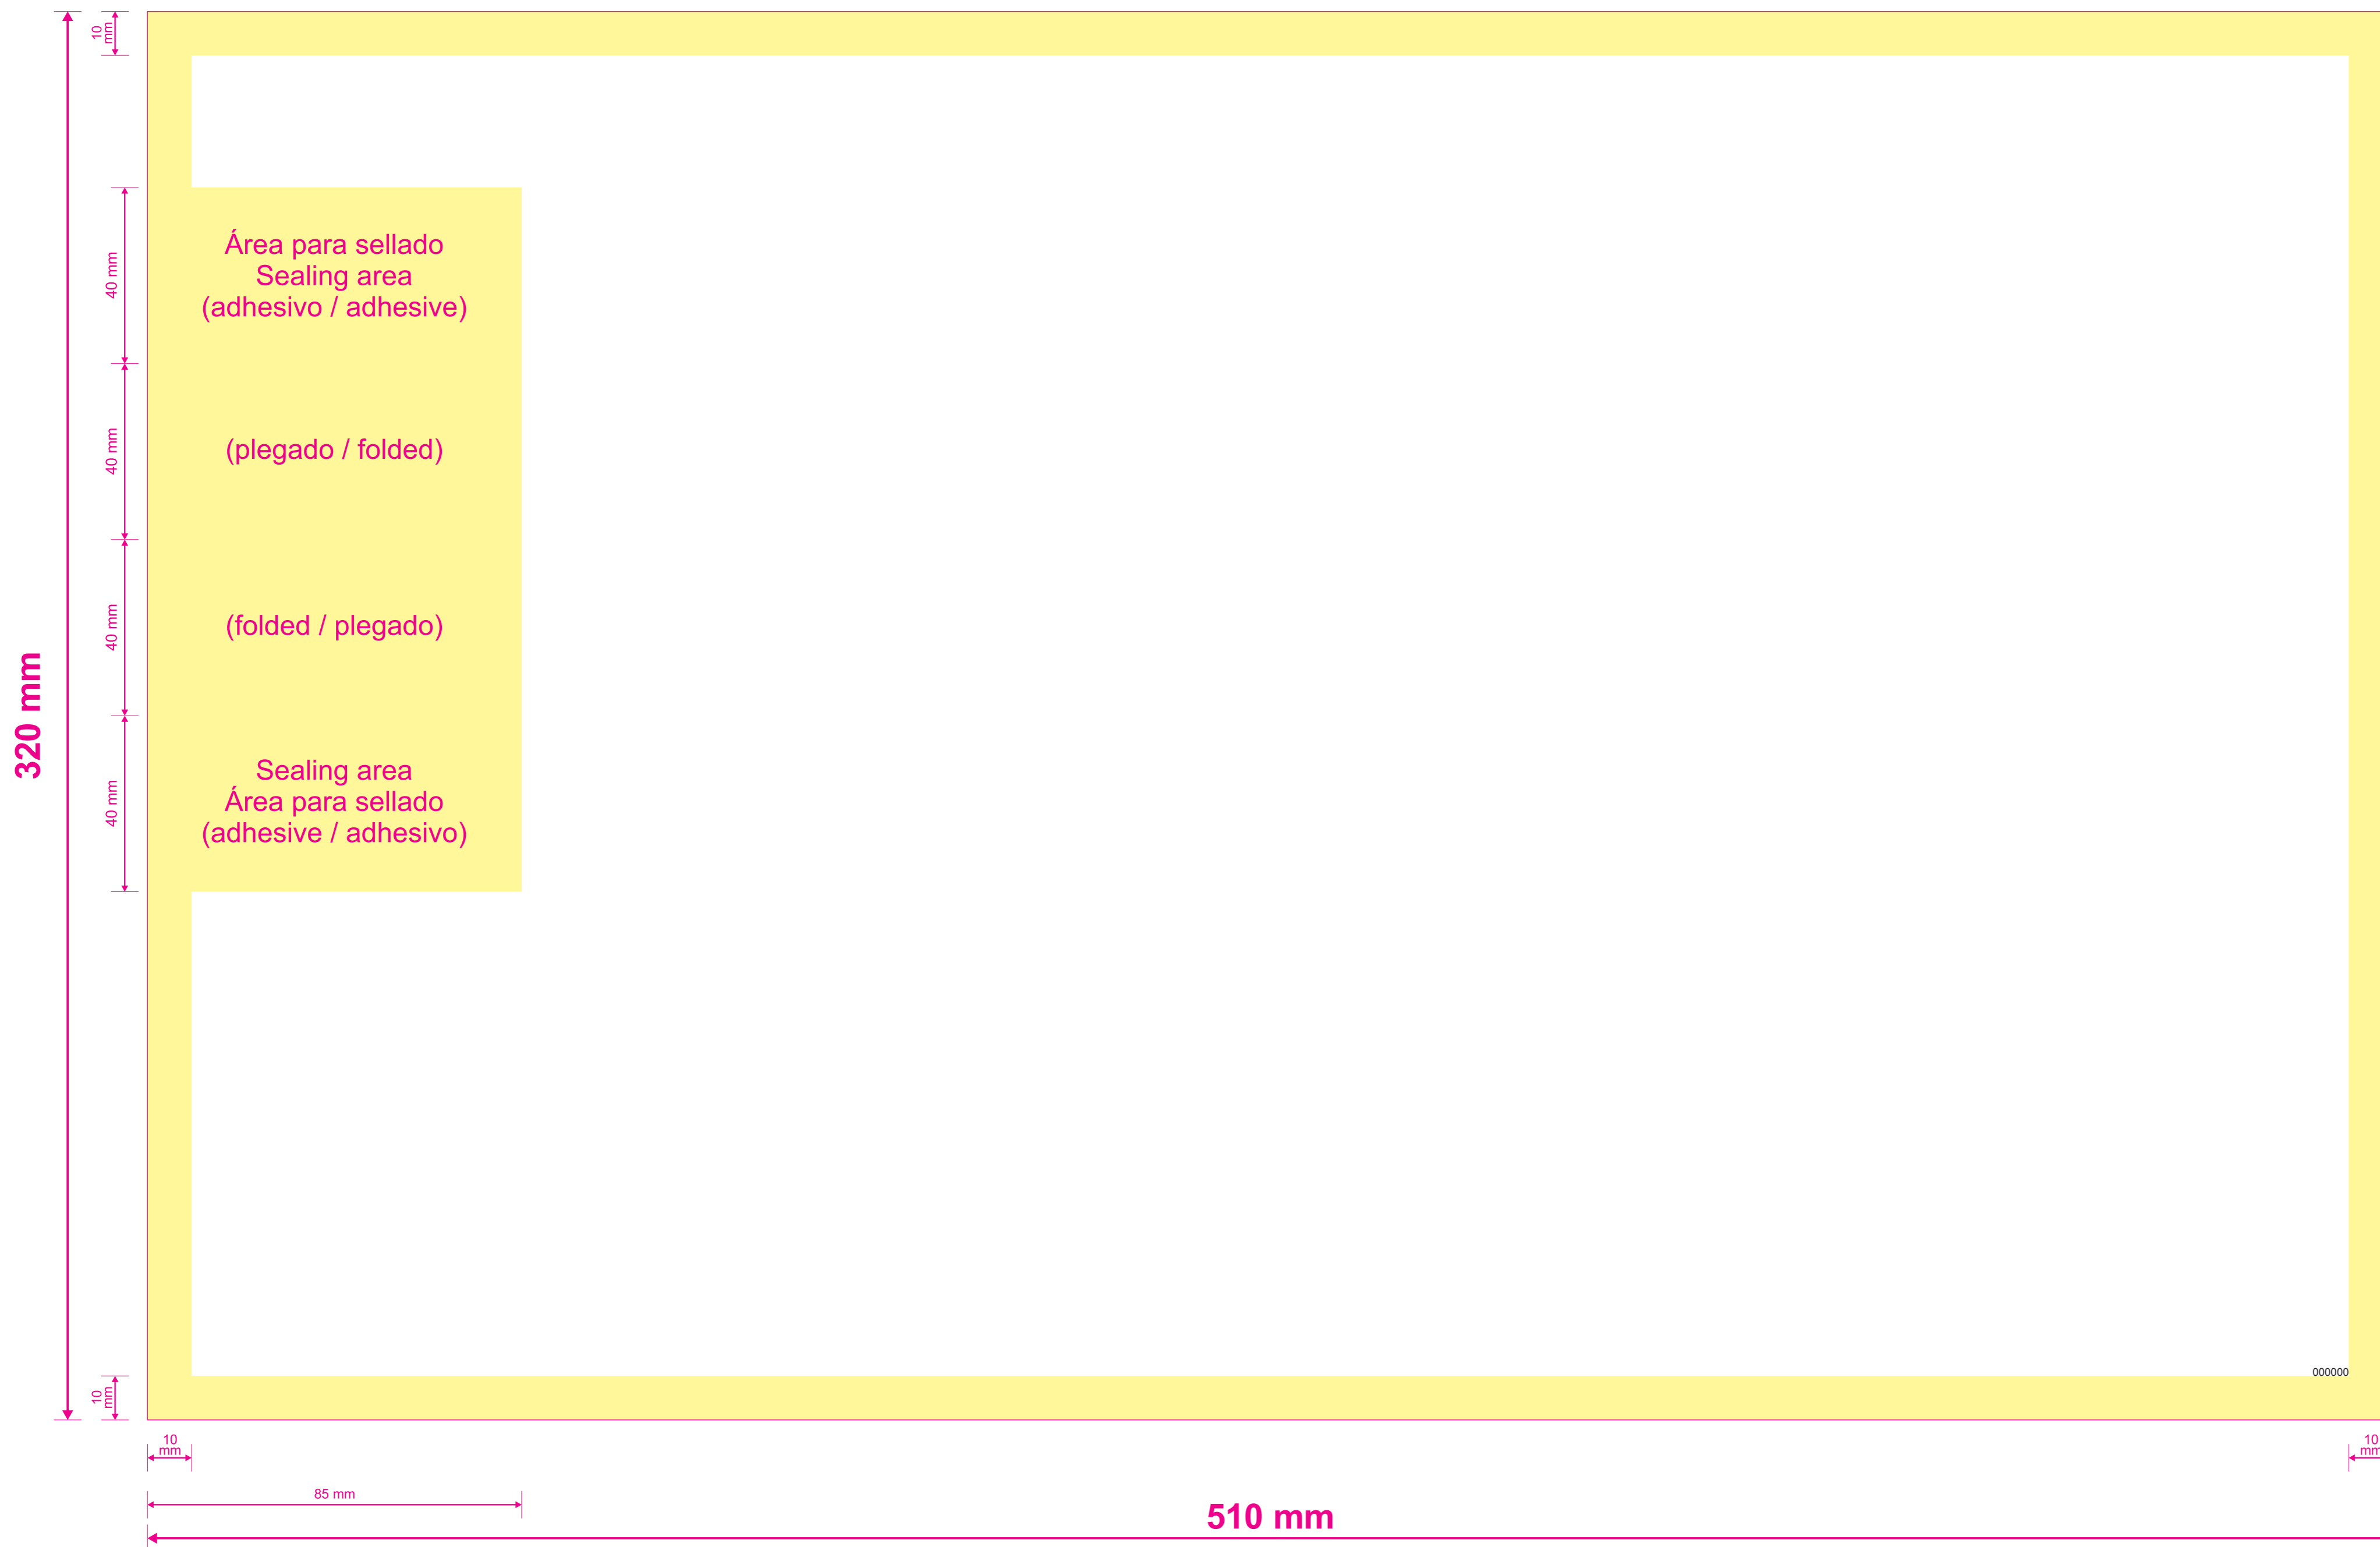 10
mm
Área para sellado
Sealing area
(adhesivo / adhesive)
40 mm
(plegado / folded)
40 mm
(folded / plegado)
40 mm
320 mm
Sealing area
Área para sellado
(adhesive / adhesivo)
40 mm
000000
10
mm
10
mm
10
mm
85 mm
510 mm